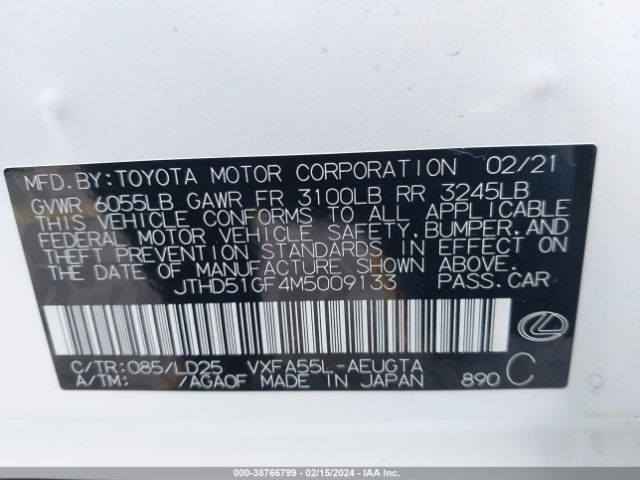 MFD.BY:TOYOTA MOTOR CORPORATION 02/21
GVWR 6055LB GAWR FR 3100LB RR 3245LB
THIS VEHICLE CONFORMS TO ALL APPLICABLE
FEDERAL MOTOR VEHICLE SAFETY,BUMPER,AND
THEFT PREVENTION STANDARDS IN EFFECT ON
THE DATE OF MANUFACTURE SHOWN ABOVE.
JTHD51GF4M5009133 PASS.CAR
C/TR:085/LD25 VXFA55L-AEUGTA
A/TM: /AGA0F MADE IN JAPAN 890 C
000-38766799 - 02/15/2024 - IAAI.COM